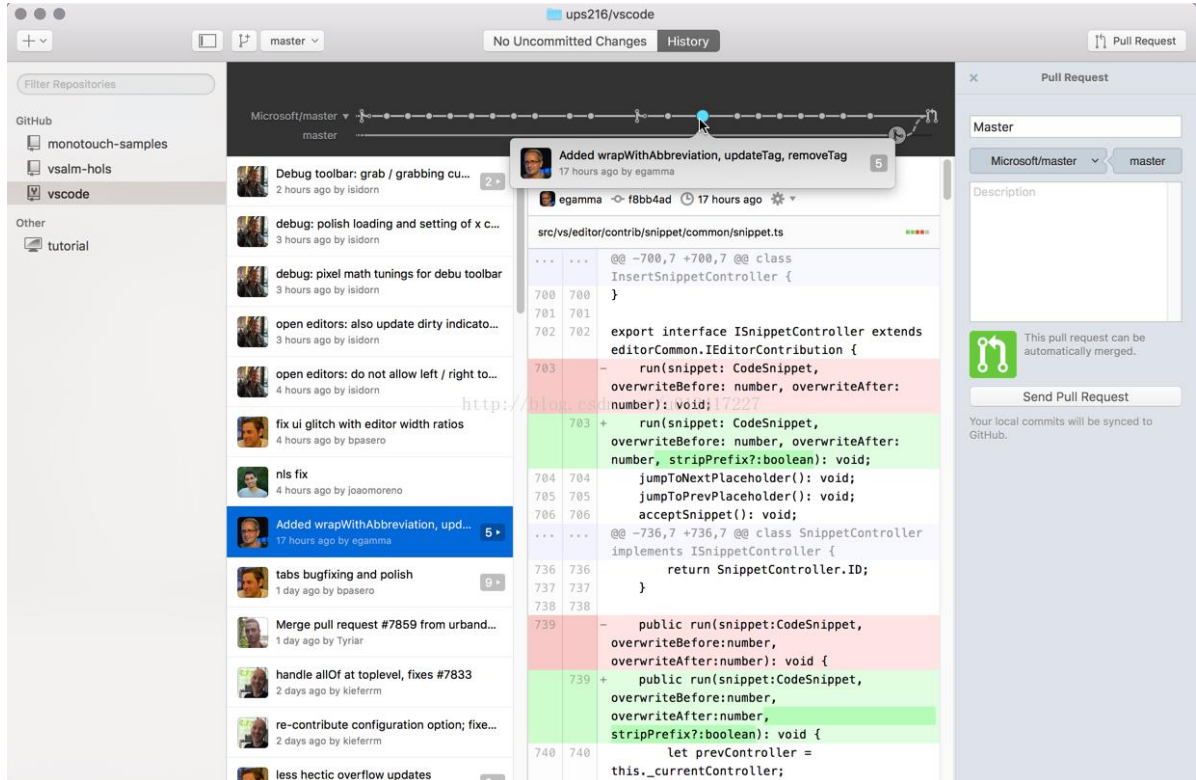 ups216/vscode
master
No Uncommitted Changes
History
Pull Request
Filter Repositories
GitHub
monotouch-samples
vsalm-hols
vscode
Other
tutorial
Microsoft/master
master
Added wrapWithAbbreviation, updateTag, removeTag
17 hours ago by egamma
5
Debug toolbar: grab / grabbing cu...
2 hours ago by isidorn
2
debug: polish loading and setting of x c...
3 hours ago by isidorn
debug: pixel math tunings for debu toolbar
3 hours ago by isidorn
open editors: also update dirty indicato...
3 hours ago by isidorn
open editors: do not allow left / right to...
4 hours ago by isidorn
fix ui glitch with editor width ratios
4 hours ago by bpasero
nls fix
4 hours ago by joaomoreno
Added wrapWithAbbreviation, upd...
17 hours ago by egamma
5
tabs bugfixing and polish
1 day ago by bpasero
9
Merge pull request #7859 from urband...
1 day ago by Tyriar
handle allOf at toplevel, fixes #7833
2 days ago by kieferrm
re-contribute configuration option; fixe...
2 days ago by kieferrm
less hectic overflow updates
egamma f8bb4ad 17 hours ago
src/vs/editor/contrib/snippet/common/snippet.ts
... ... @@ -700,7 +700,7 @@ class
InsertSnippetController {
700 700 }
701 701
702 702 export interface ISnippetController extends
editorCommon.IEditorContribution {
703 - run(snippet: CodeSnippet,
overwriteBefore: number, overwriteAfter:
number): void;
703 + run(snippet: CodeSnippet,
overwriteBefore: number, overwriteAfter:
number, stripPrefix?:boolean): void;
704 704 jumpToNextPlaceholder(): void;
705 705 jumpToPrevPlaceholder(): void;
706 706 acceptSnippet(): void;
... ... @@ -736,7 +736,7 @@ class SnippetController
implements ISnippetController {
736 736 return SnippetController.ID;
737 737 }
738 738
739 - public run(snippet:CodeSnippet,
overwriteBefore:number,
overwriteAfter:number): void {
739 + public run(snippet:CodeSnippet,
overwriteBefore:number,
overwriteAfter:number,
stripPrefix?:boolean): void {
740 740 let prevController =
this._currentController;
Pull Request
Master
Microsoft/master
master
Description
This pull request can be
automatically merged.
Send Pull Request
Your local commits will be synced to
GitHub.